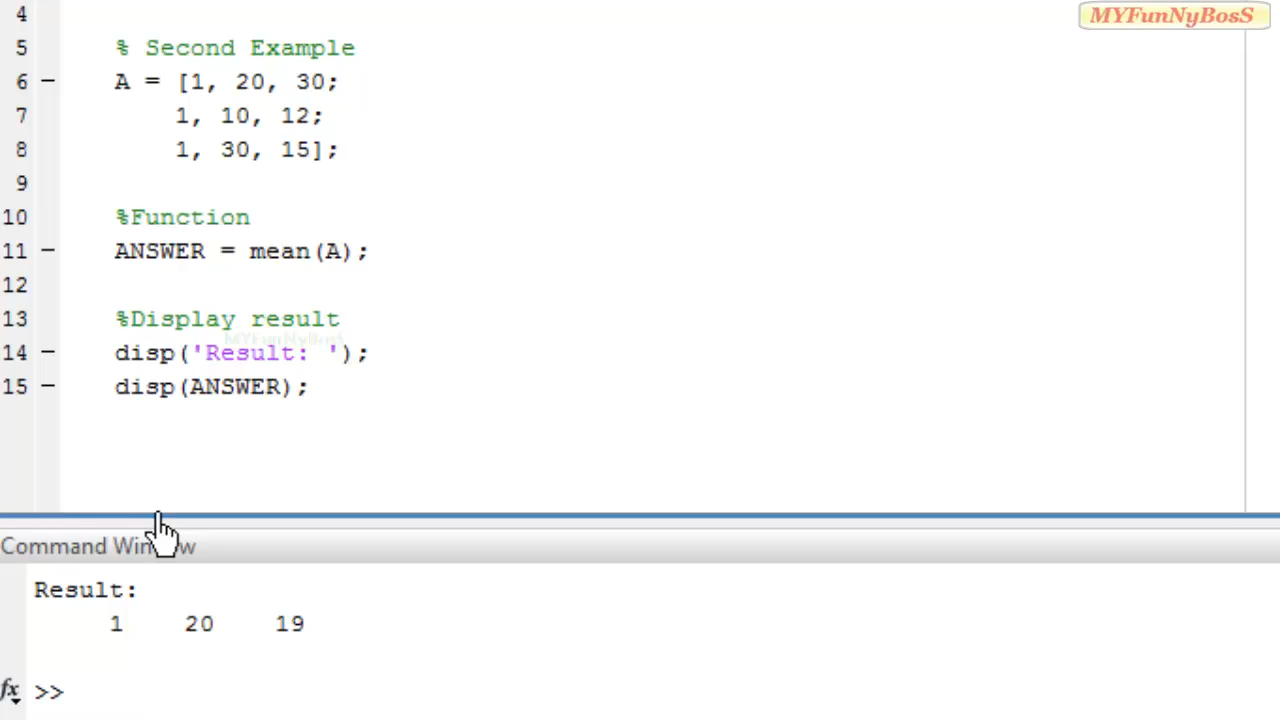 MYFunNyBosS
4
5 % Second Example
6 – A = [1, 20, 30;
7 1, 10, 12;
8 1, 30, 15];
9
10 %Function
11 – ANSWER = mean(A);
12
13 %Display result
MYFunNyBosS
14 – disp('Result: ');
15 – disp(ANSWER);
Command Window
Result:
1 20 19
fx >>